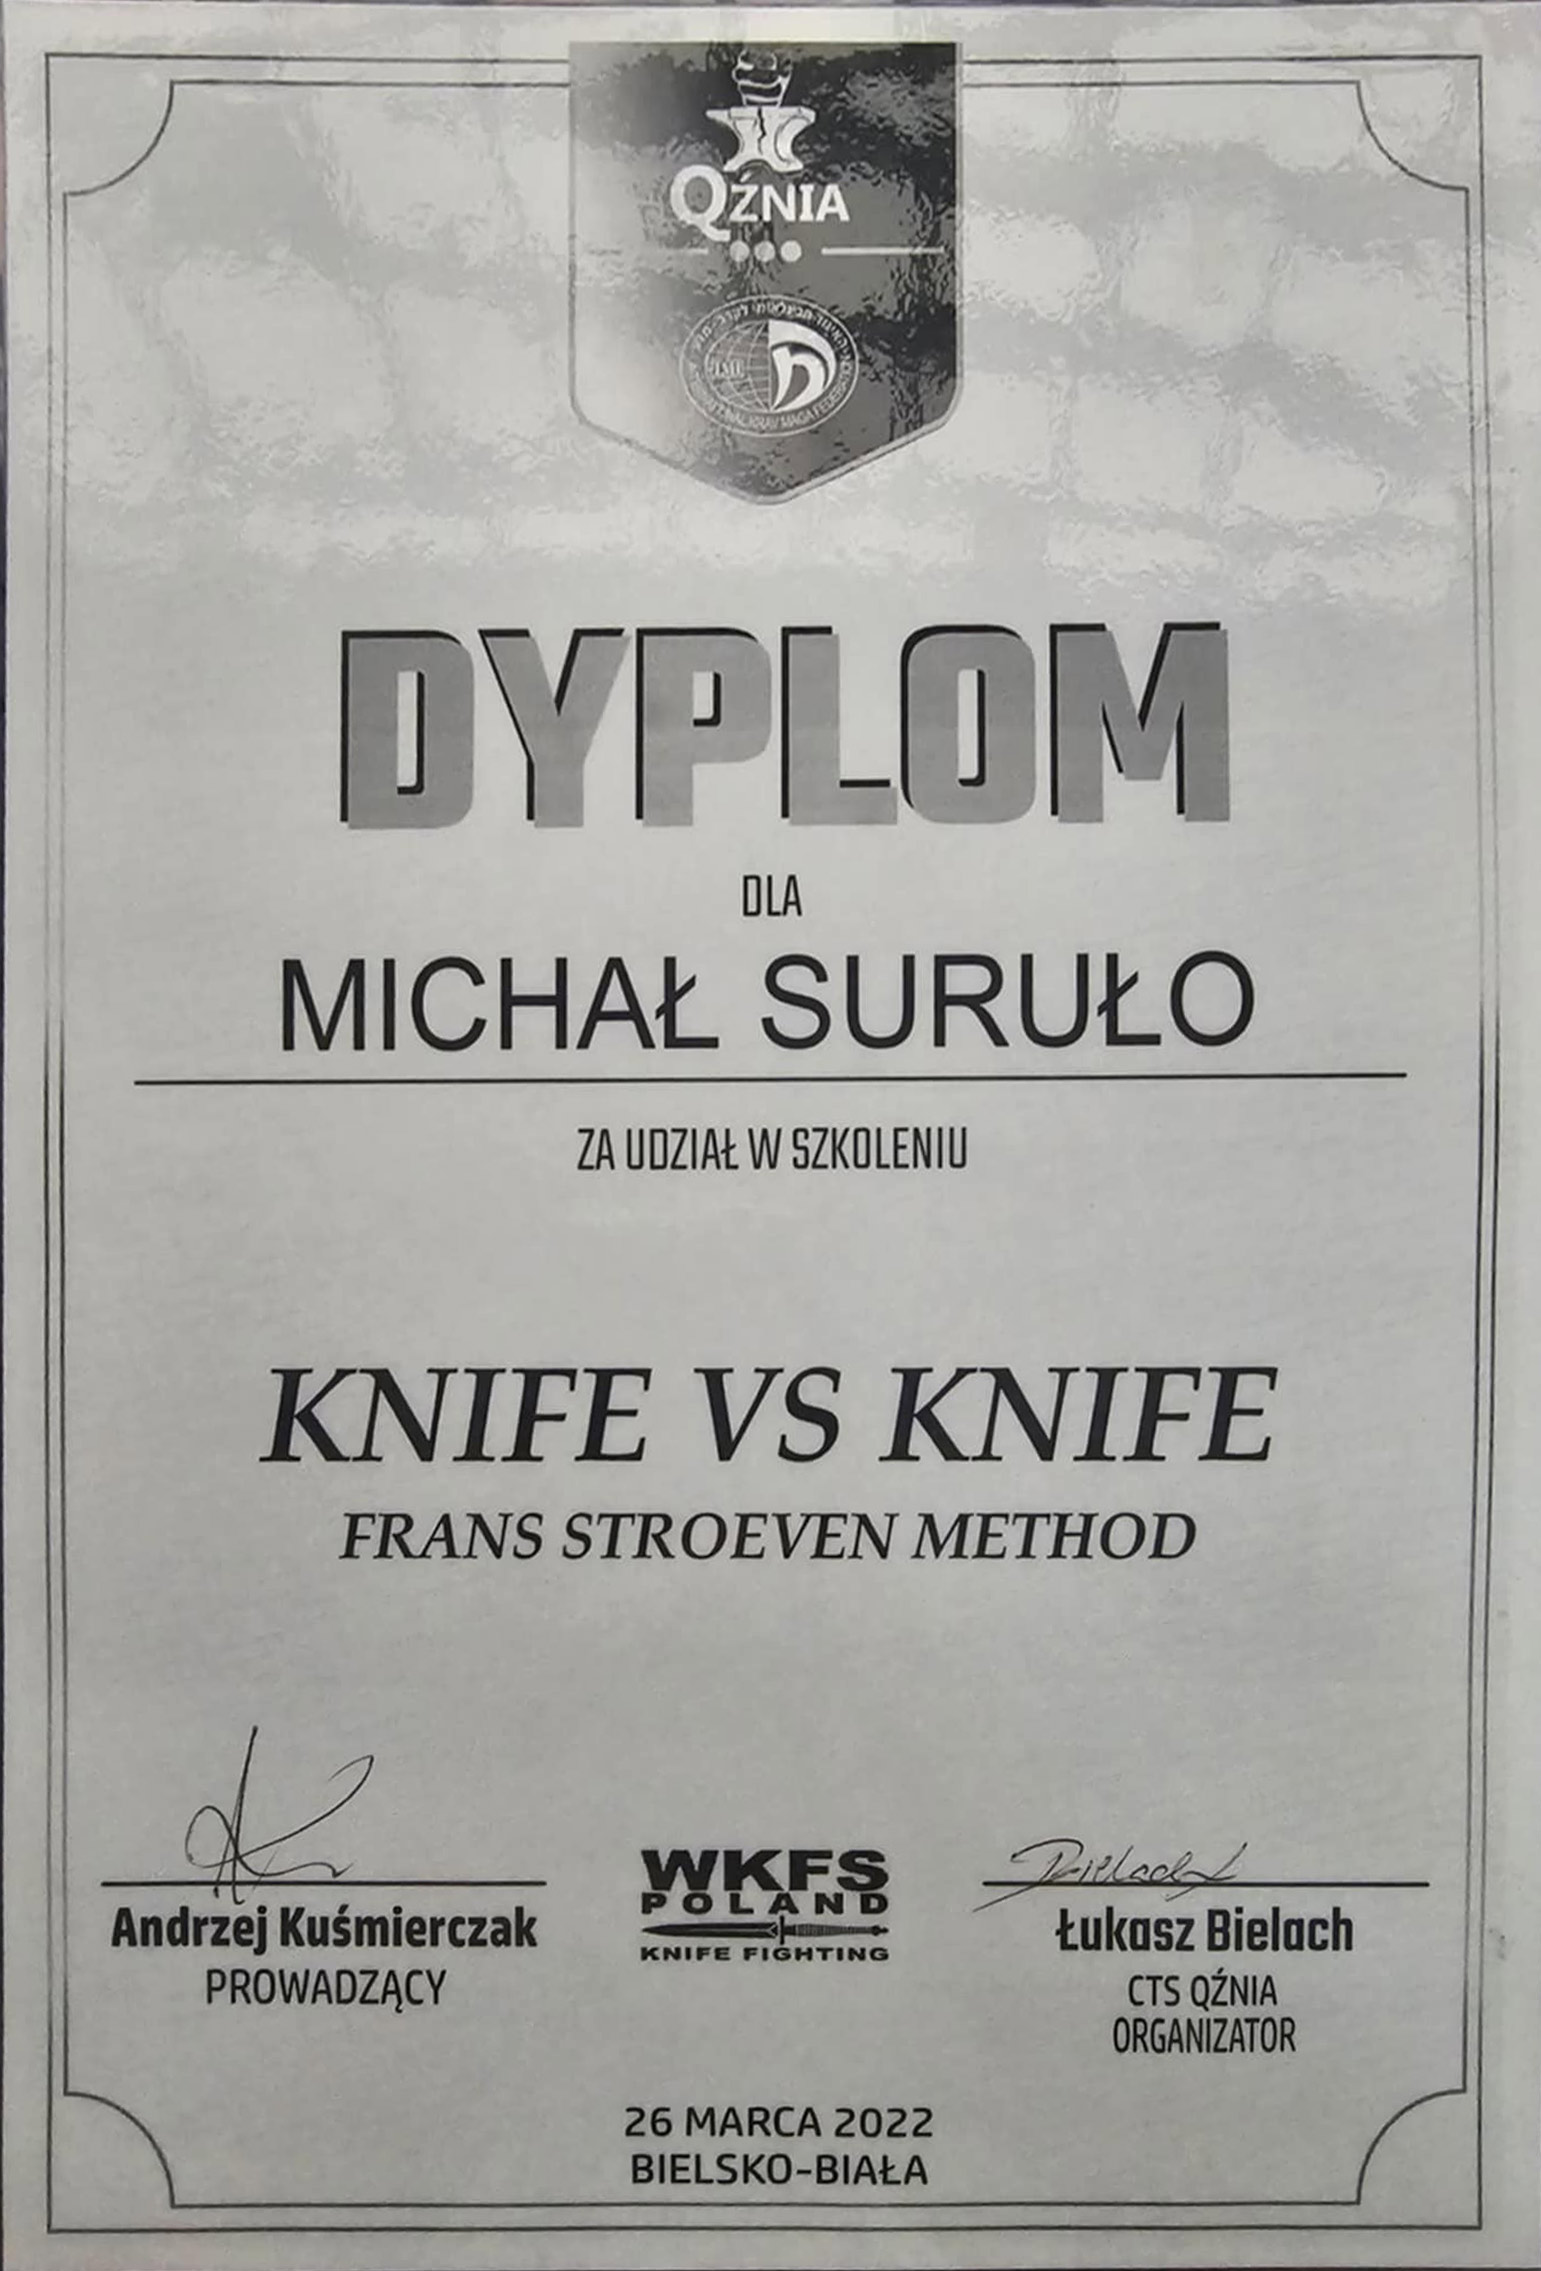 QŹNIA
DYPLOM
DLA
MICHAŁ SURUŁO
ZA UDZIAŁ W SZKOLENIU
KNIFE VS KNIFE
FRANS STROEVEN METHOD
WKFS
POLAND
KNIFE FIGHTING
Andrzej Kuśmierczak
PROWADZĄCY
Łukasz Bielach
CTS QŹNIA
ORGANIZATOR
26 MARCA 2022
BIELSKO-BIAŁA